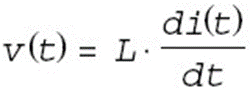 v(t) = L · di(t)/dt